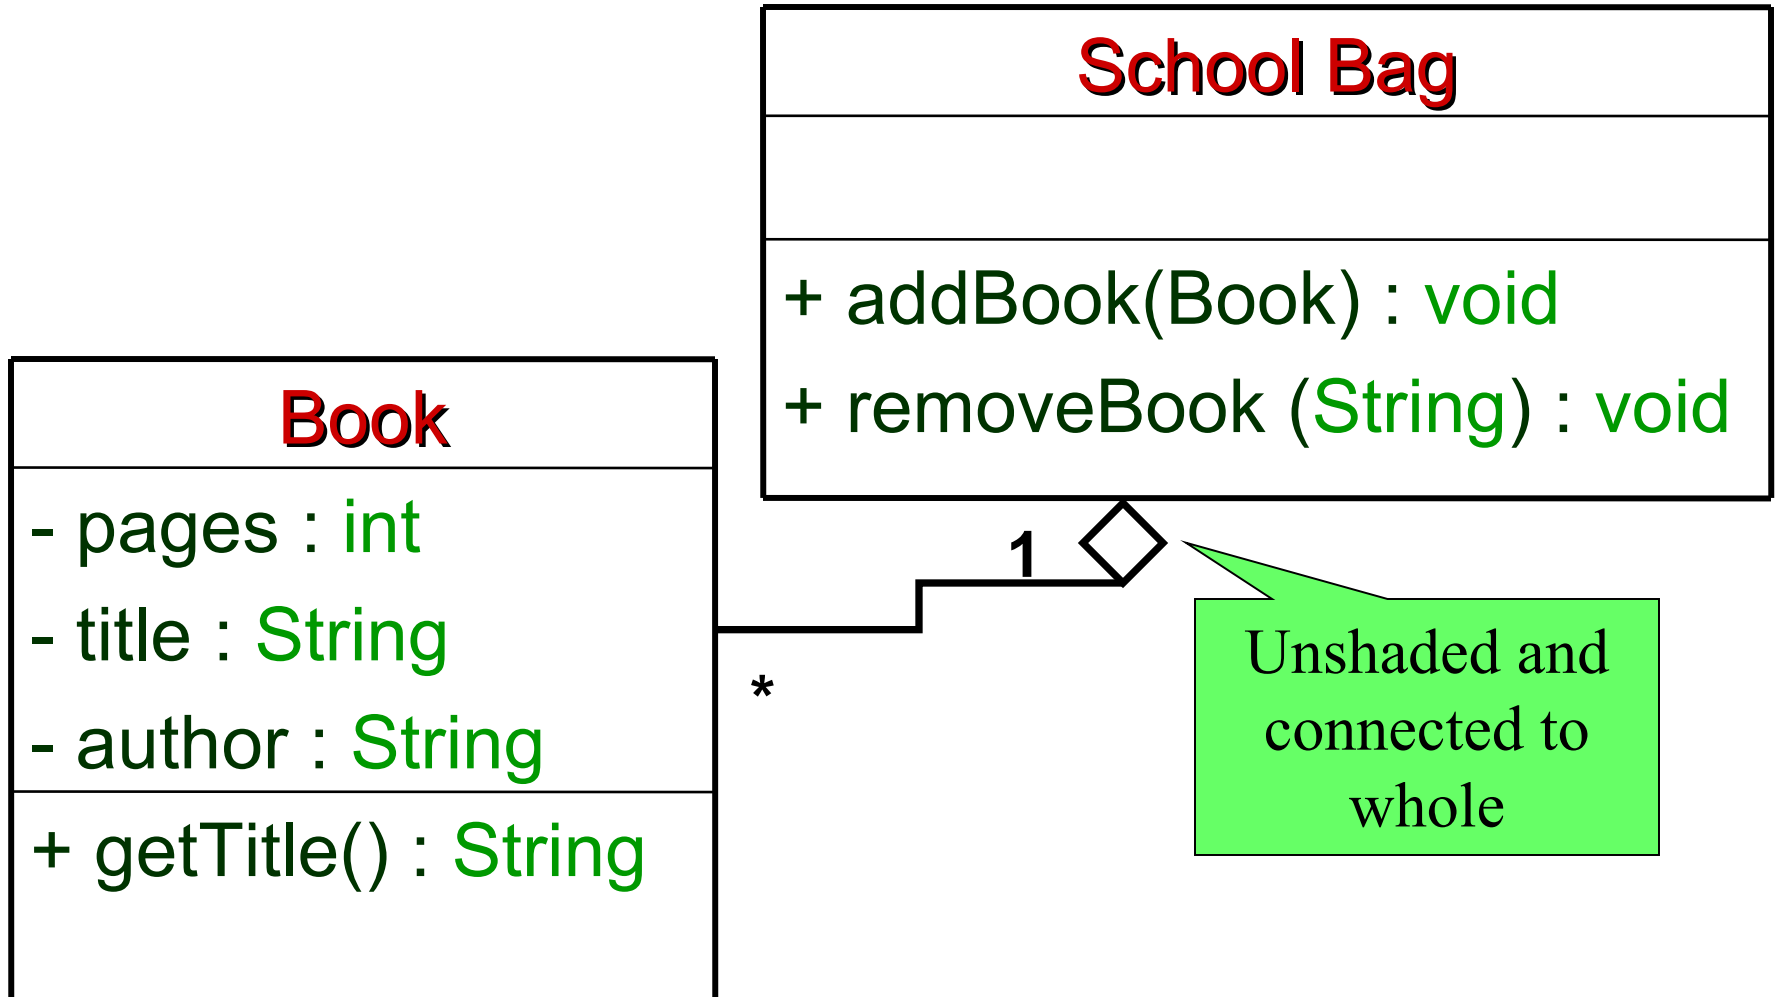 School Bag
+ addBook(Book) : void
+ removeBook (String) : void
Book
- pages : int
- title : String
- author : String
+ getTitle() : String
1
*
Unshaded and
connected to
whole